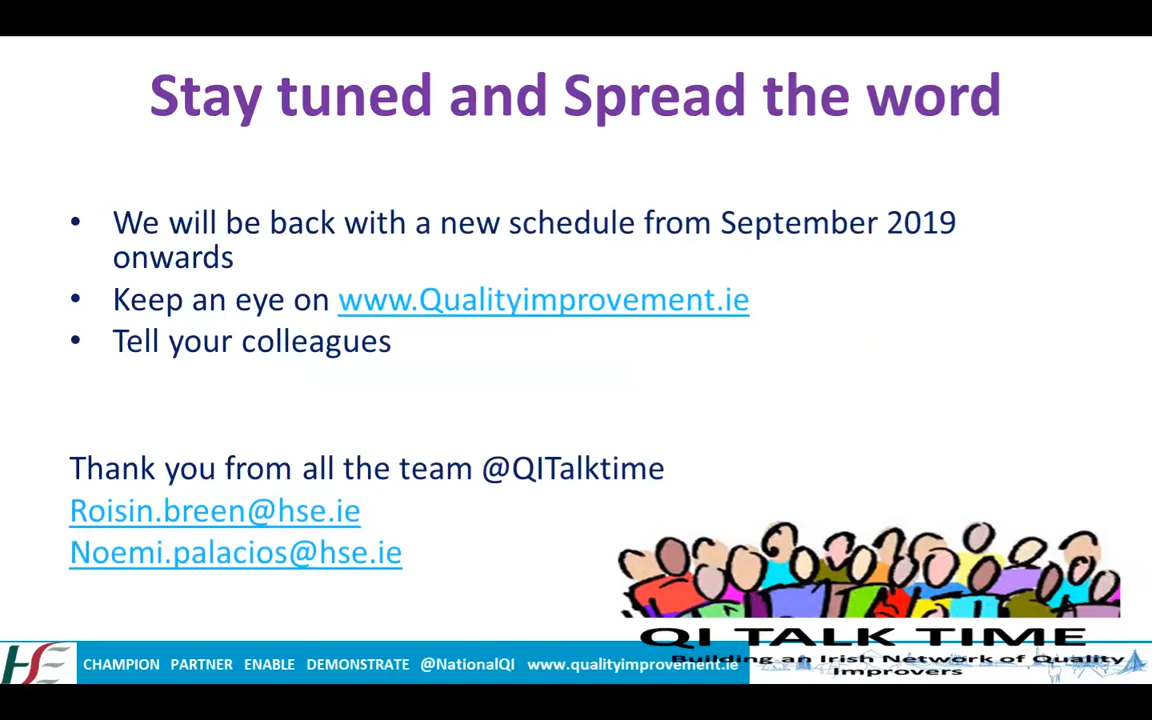 Stay tuned and Spread the word
• We will be back with a new schedule from September 2019
onwards
• Keep an eye on www.Qualityimprovement.ie
• Tell your colleagues
Thank you from all the team @QITalktime
Roisin.breen@hse.ie
Noemi.palacios@hse.ie
QI TALK TIME
Building an Irish Network of Quality
Improvers
HSE CHAMPION PARTNER ENABLE DEMONSTRATE @NationalQI www.qualityimprovement.ie